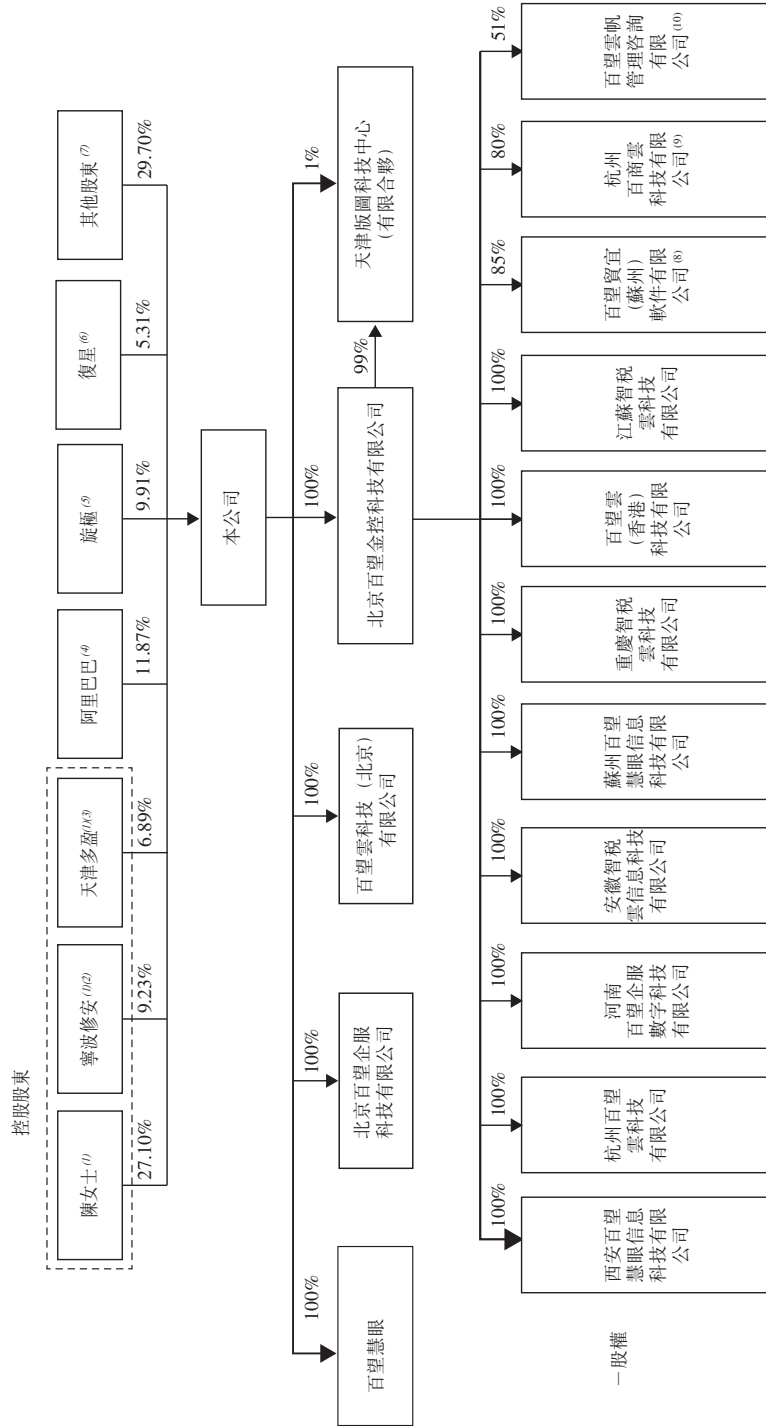 控股股東
陳女士 (1)
寧波修安 (1)(2)
天津多盈(1)(3)
阿里巴巴 (4)
旋極 (5)
復星 (6)
其他股東 (7)
27.10%
9.23%
6.89%
11.87%
9.91%
5.31%
29.70%
本公司
100%
100%
100%
100%
1%
百望慧眼
北京百望企服
科技有限公司
百望雲科技（北京）
有限公司
北京百望金控科技有限公司
99%
天津版圖科技中心
（有限合夥）
100%
100%
100%
100%
100%
100%
100%
100%
85%
80%
51%
西安百望
慧眼信息
科技有限
公司
杭州百望
雲科技
有限公司
河南
百望企服
數字科技
有限公司
安徽智稅
雲信息科技
有限公司
蘇州百望
慧眼信息
科技有限
公司
重慶智稅
雲科技
有限公司
百望雲
（香港）
科技有限
公司
江蘇智稅
雲科技
有限公司
百望貿宜
（蘇州）
軟件有限
公司(8)
杭州
百商雲
科技有限
公司(9)
百望雲帆
管理咨詢
有限
公司(10)
－股權